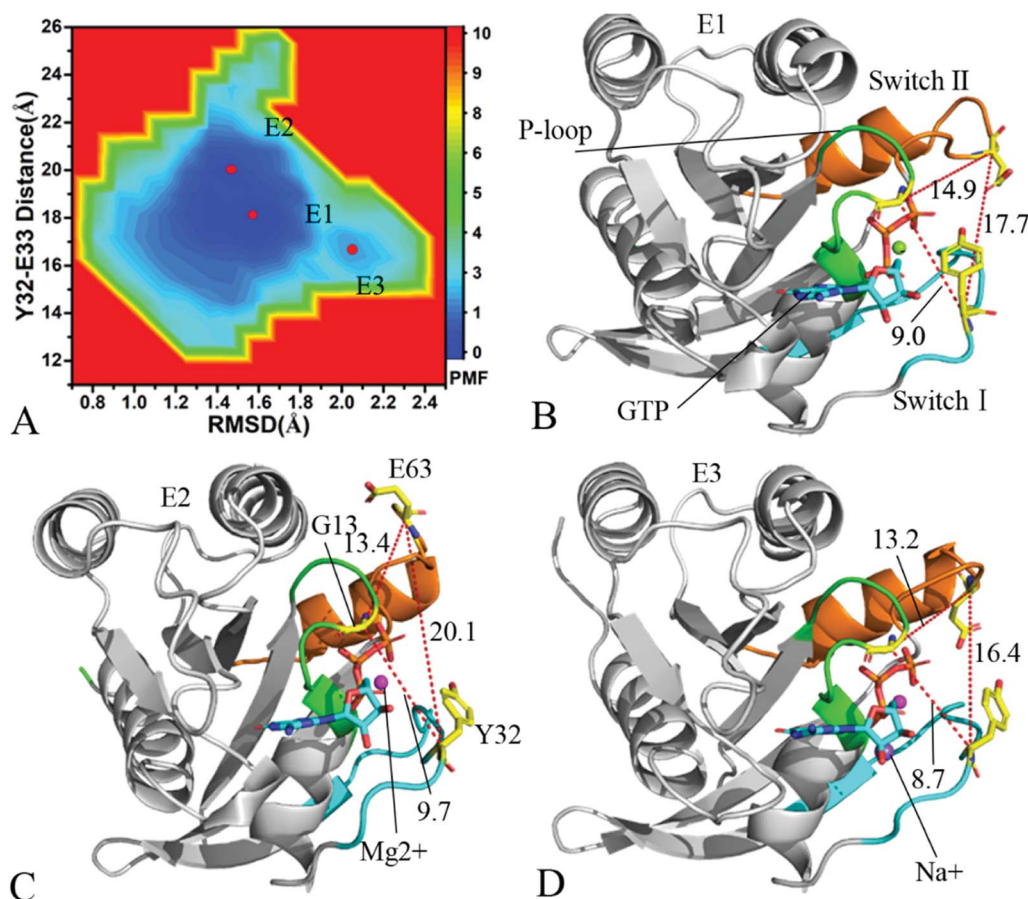 26
24
22
20
18
16
14
12
Y32-E33 Distance(Å)
E2
E1
E3
0.8 1.0 1.2 1.4 1.6 1.8 2.0 2.2 2.4
RMSD(Å)
10
9
8
7
6
5
4
3
2
1
0
PMF
A
E1
Switch II
P-loop
14.9
17.7
9.0
GTP
Switch I
B
E2
E63
G13
13.4
20.1
Y32
9.7
Mg2+
C
E3
13.2
16.4
8.7
Na+
D